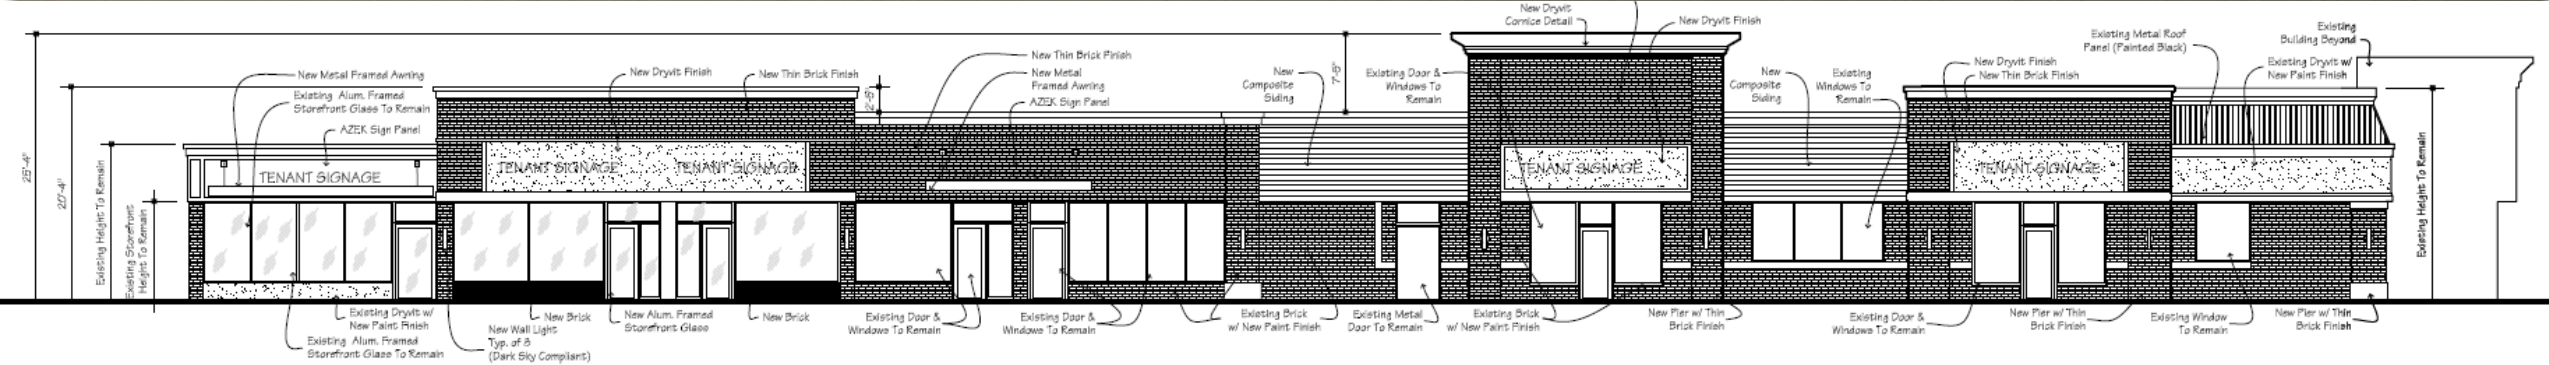 New Dryvit
Cornice Detail
New Dryvit Finish
Existing
Building Beyond
Existing Metal Roof
Panel (Painted Black)
New Metal Framed Awning
New Dryvit Finish
New Thin Brick Finish
New Thin Brick Finish
New Metal
Framed Awning
AZEK Sign Panel
New
Composite
Siding
7'-8"
Existing Door &
Windows To
Remain
New
Composite
Siding
Existing
Windows To
Remain
New Dryvit Finish
New Thin Brick Finish
Existing Dryvit w/
New Paint Finish
Existing Alum. Framed
Storefront Glass To Remain
AZEK Sign Panel
25'-4"
20'-4"
Existing Height To Remain
Existing Storefront
Height To Remain
TENANT SIGNAGE
TENANT SIGNAGE
TENANT SIGNAGE
TENANT SIGNAGE
TENANT SIGNAGE
Existing Height To Remain
Existing Dryvit w/
New Paint Finish
Existing Alum. Framed
Storefront Glass To Remain
New Wall Light
Typ. of 8
(Dark Sky Compliant)
New Brick
New Alum. Framed
Storefront Glass
New Brick
Existing Door &
Windows To Remain
Existing Door &
Windows To Remain
Existing Brick
w/ New Paint Finish
Existing Metal
Door To Remain
Existing Brick
w/ New Paint Finish
New Pier w/ Thin
Brick Finish
Existing Door &
Windows To Remain
New Pier w/ Thin
Brick Finish
Existing Window
To Remain
New Pier w/ Thin
Brick Finish